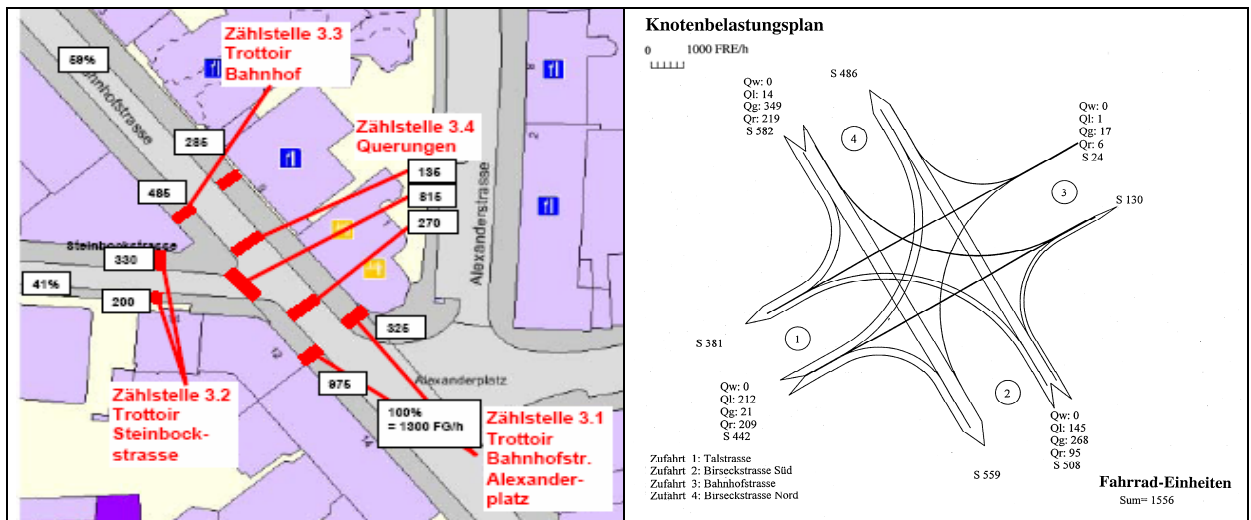 Zählstelle 3.3
Trottoir
Bahnhof
59%
Bahnhofstrasse
285
Zählstelle 3.4
Querungen
135
815
270
485
Steinbockstrasse
330
41%
200
Alexanderstrasse
325
Alexanderplatz
975
100%
= 1300 FG/h
Zählstelle 3.2
Trottoir
Steinbock-
strasse
Zählstelle 3.1
Trottoir
Bahnhofstr.
Alexander-
platz
Knotenbelastungsplan
0 1000 FRE/h
S 486
Qw: 0
Ql: 14
Qg: 349
Qr: 219
S 582
4
Qw: 0
Ql: 1
Qg: 17
Qr: 6
S 24
3
S 130
S 381
1
Qw: 0
Ql: 212
Qg: 21
Qr: 209
S 442
2
Qw: 0
Ql: 145
Qg: 268
Qr: 95
S 508
S 559
Zufahrt 1: Talstrasse
Zufahrt 2: Birseckstrasse Süd
Zufahrt 3: Bahnhofstrasse
Zufahrt 4: Birseckstrasse Nord
Fahrrad-Einheiten
Sum= 1556